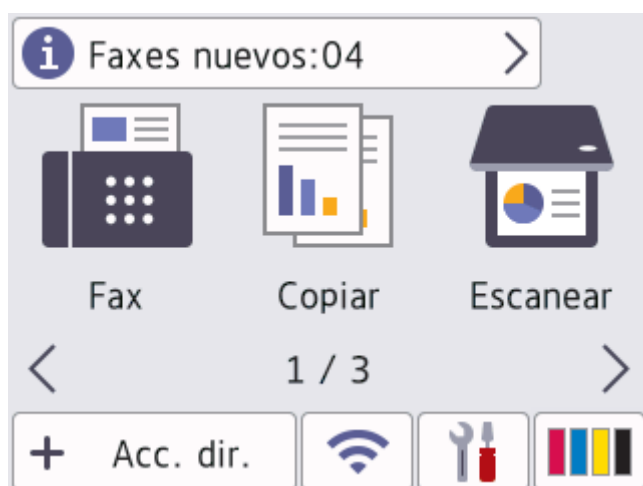 Faxes nuevos:04
Fax
Copiar
Escanear
1 / 3
+ Acc. dir.